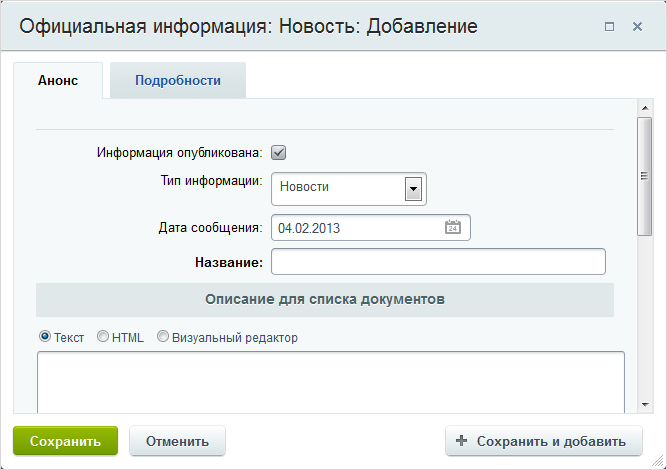 Официальная информация: Новость: Добавление
Анонс
Подробности
Информация опубликована:
Тип информации: Новости
Дата сообщения: 04.02.2013 24
Название:
Описание для списка документов
Текст HTML Визуальный редактор
Сохранить Отменить + Сохранить и добавить